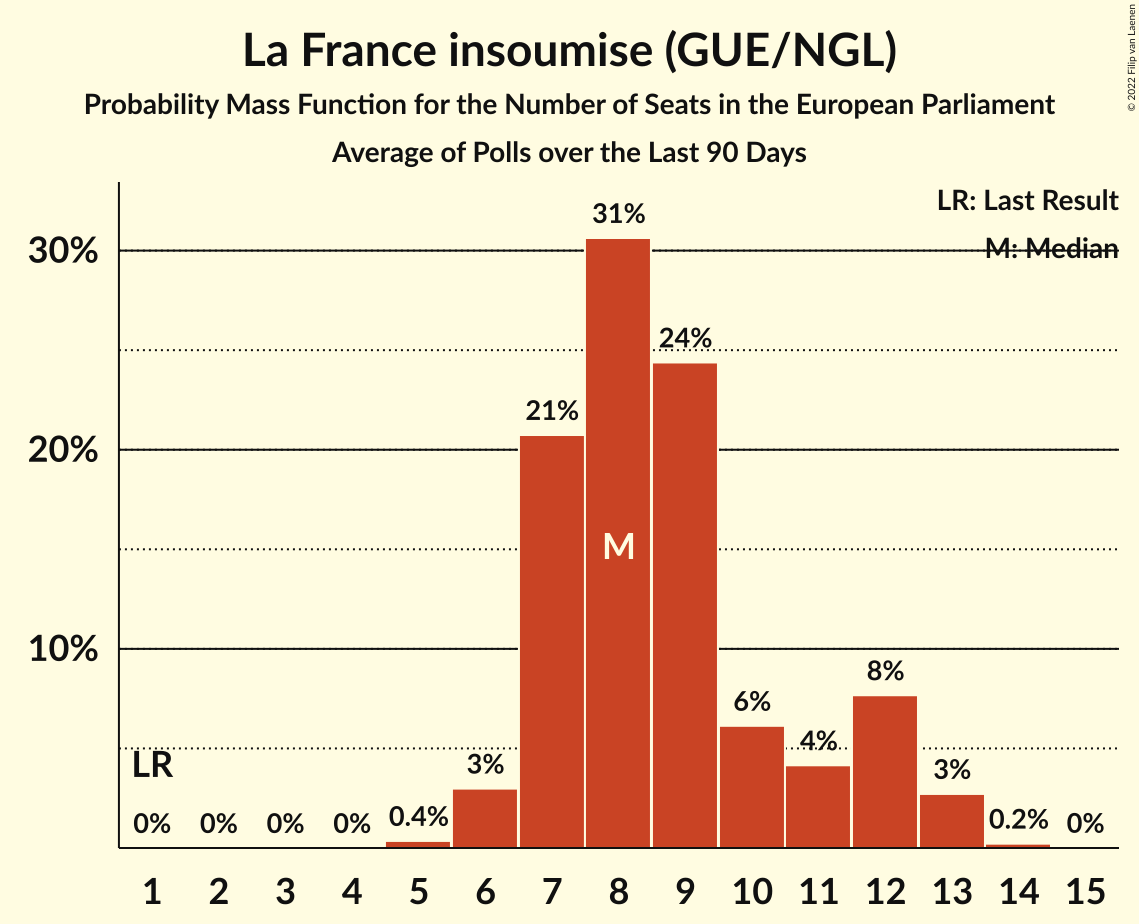 La France insoumise (GUE/NGL)
Probability Mass Function for the Number of Seats in the European Parliament
Average of Polls over the Last 90 Days
© 2022 Filip van Laenen
LR: Last Result
M: Median
30%
20%
10%
31%
24%
21%
M
8%
6%
4%
3%
3%
LR
0% 0% 0% 0% 0.4% 0.2% 0%
1 2 3 4 5 6 7 8 9 10 11 12 13 14 15